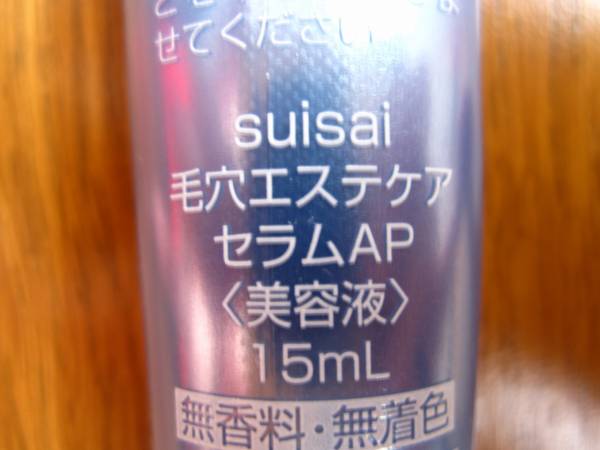 せてください
suisai
毛穴エステケア
セラムAP
〈美容液〉
15mL
無香料・無着色